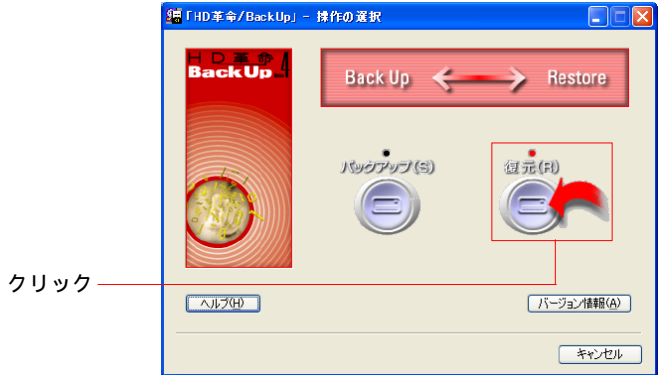 「HD革命/BackUp」- 操作の選択
HD革命
BackUp Ver.4
Back Up
Restore
バックアップ(S)
復元(R)
クリック
ヘルプ(H)
バージョン情報(A)
キャンセル